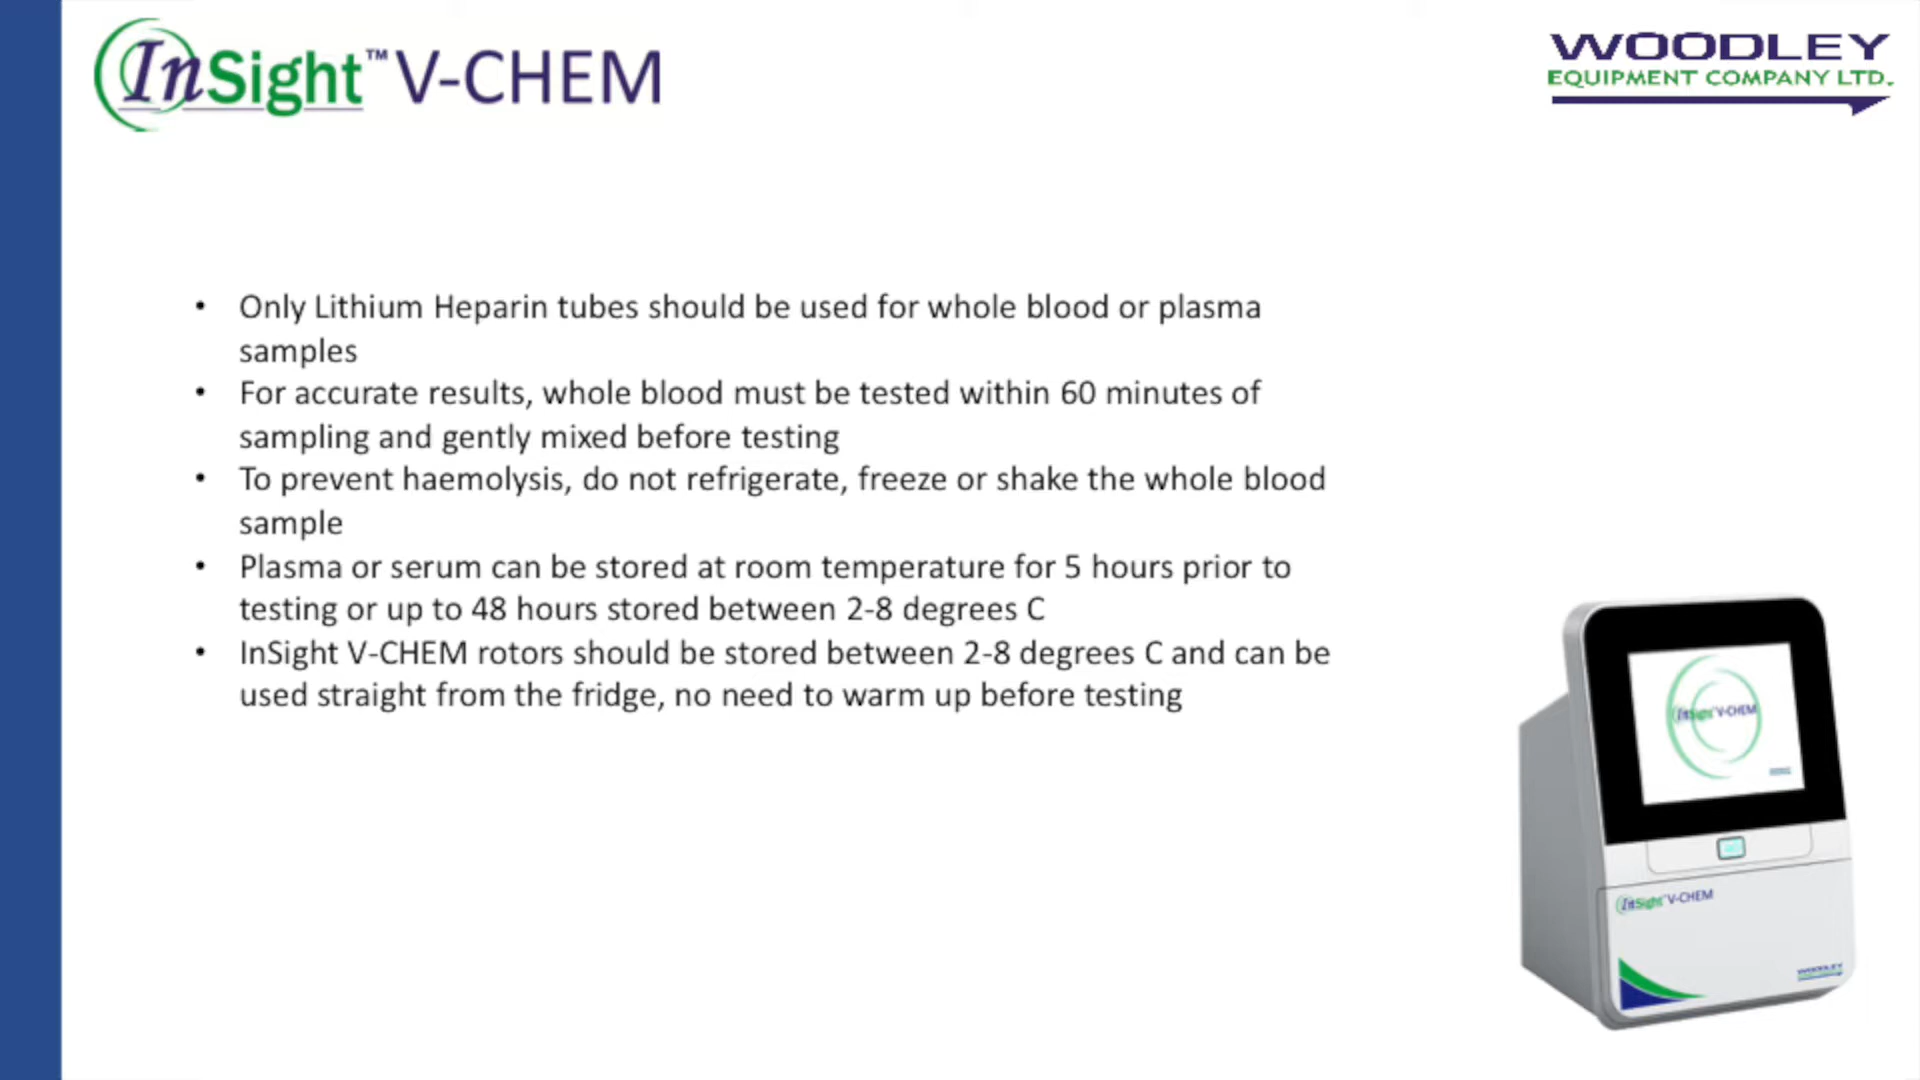 InSight™ V-CHEM
WOODLEY
EQUIPMENT COMPANY LTD.
• Only Lithium Heparin tubes should be used for whole blood or plasma
samples
• For accurate results, whole blood must be tested within 60 minutes of
sampling and gently mixed before testing
• To prevent haemolysis, do not refrigerate, freeze or shake the whole blood
sample
• Plasma or serum can be stored at room temperature for 5 hours prior to
testing or up to 48 hours stored between 2-8 degrees C
• InSight V-CHEM rotors should be stored between 2-8 degrees C and can be
used straight from the fridge, no need to warm up before testing
InSight™ V-CHEM
InSight™ V-CHEM
WOODLEY